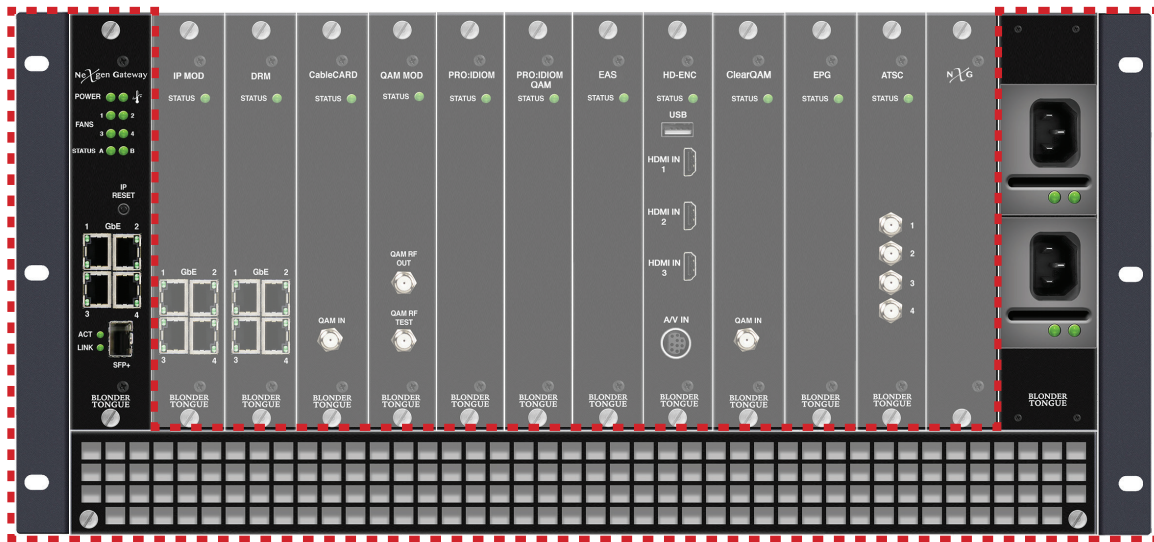 NeXgen Gateway
POWER °C
1 2
FANS
3 4
STATUS A B
IP
RESET
1 GbE 2
3 4
ACT
LINK
SFP+
BLONDER
TONGUE
IP MOD
STATUS
1 GbE 2
3 4
BLONDER
TONGUE
DRM
STATUS
1 GbE 2
3 4
BLONDER
TONGUE
CableCARD
STATUS
QAM IN
BLONDER
TONGUE
QAM MOD
STATUS
QAM RF
OUT
QAM RF
TEST
BLONDER
TONGUE
PRO:IDIOM
STATUS
BLONDER
TONGUE
PRO:IDIOM
QAM
STATUS
BLONDER
TONGUE
EAS
STATUS
BLONDER
TONGUE
HD-ENC
STATUS
USB
HDMI IN
1
HDMI IN
2
HDMI IN
3
A/V IN
BLONDER
TONGUE
ClearQAM
STATUS
QAM IN
BLONDER
TONGUE
EPG
STATUS
BLONDER
TONGUE
ATSC
STATUS
1
2
3
4
BLONDER
TONGUE
NXG
BLONDER
TONGUE